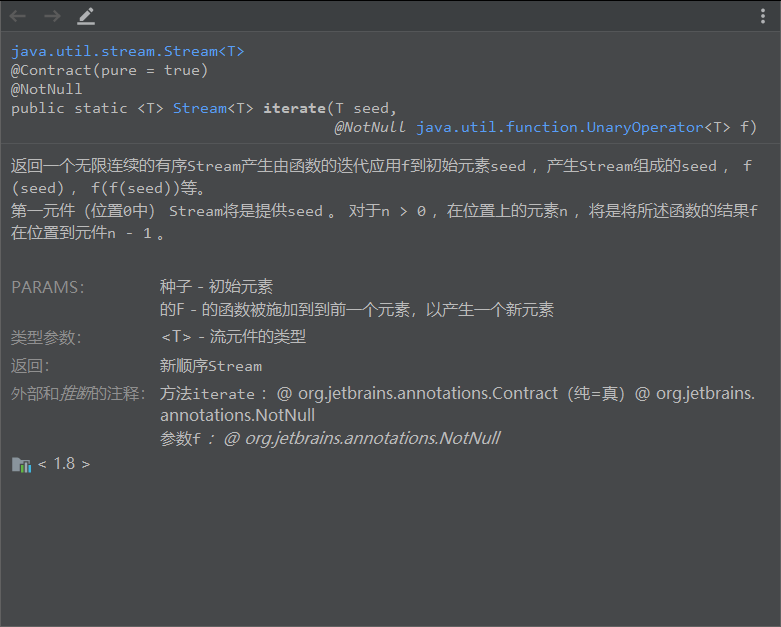 java.util.stream.Stream<T>
@Contract(pure = true)
@NotNull
public static <T> Stream<T> iterate(T seed,
@NotNull java.util.function.UnaryOperator<T> f)
返回一个无限连续的有序Stream产生由函数的迭代应用f到初始元素seed ，产生Stream组成的seed ， f
(seed) ， f(f(seed))等。
第一元件（位置0中） Stream将是提供seed 。 对于n > 0 ，在位置上的元素n ，将是将所述函数的结果f
在位置到元件n - 1 。
PARAMS: 种子 - 初始元素
的F - 的函数被施加到到前一个元素，以产生一个新元素
类型参数: <T> - 流元件的类型
返回: 新顺序Stream
外部和推断的注释: 方法iterate ：@ org.jetbrains.annotations.Contract（纯=真）@ org.jetbrains.
annotations.NotNull
参数f ：@ org.jetbrains.annotations.NotNull
< 1.8 >